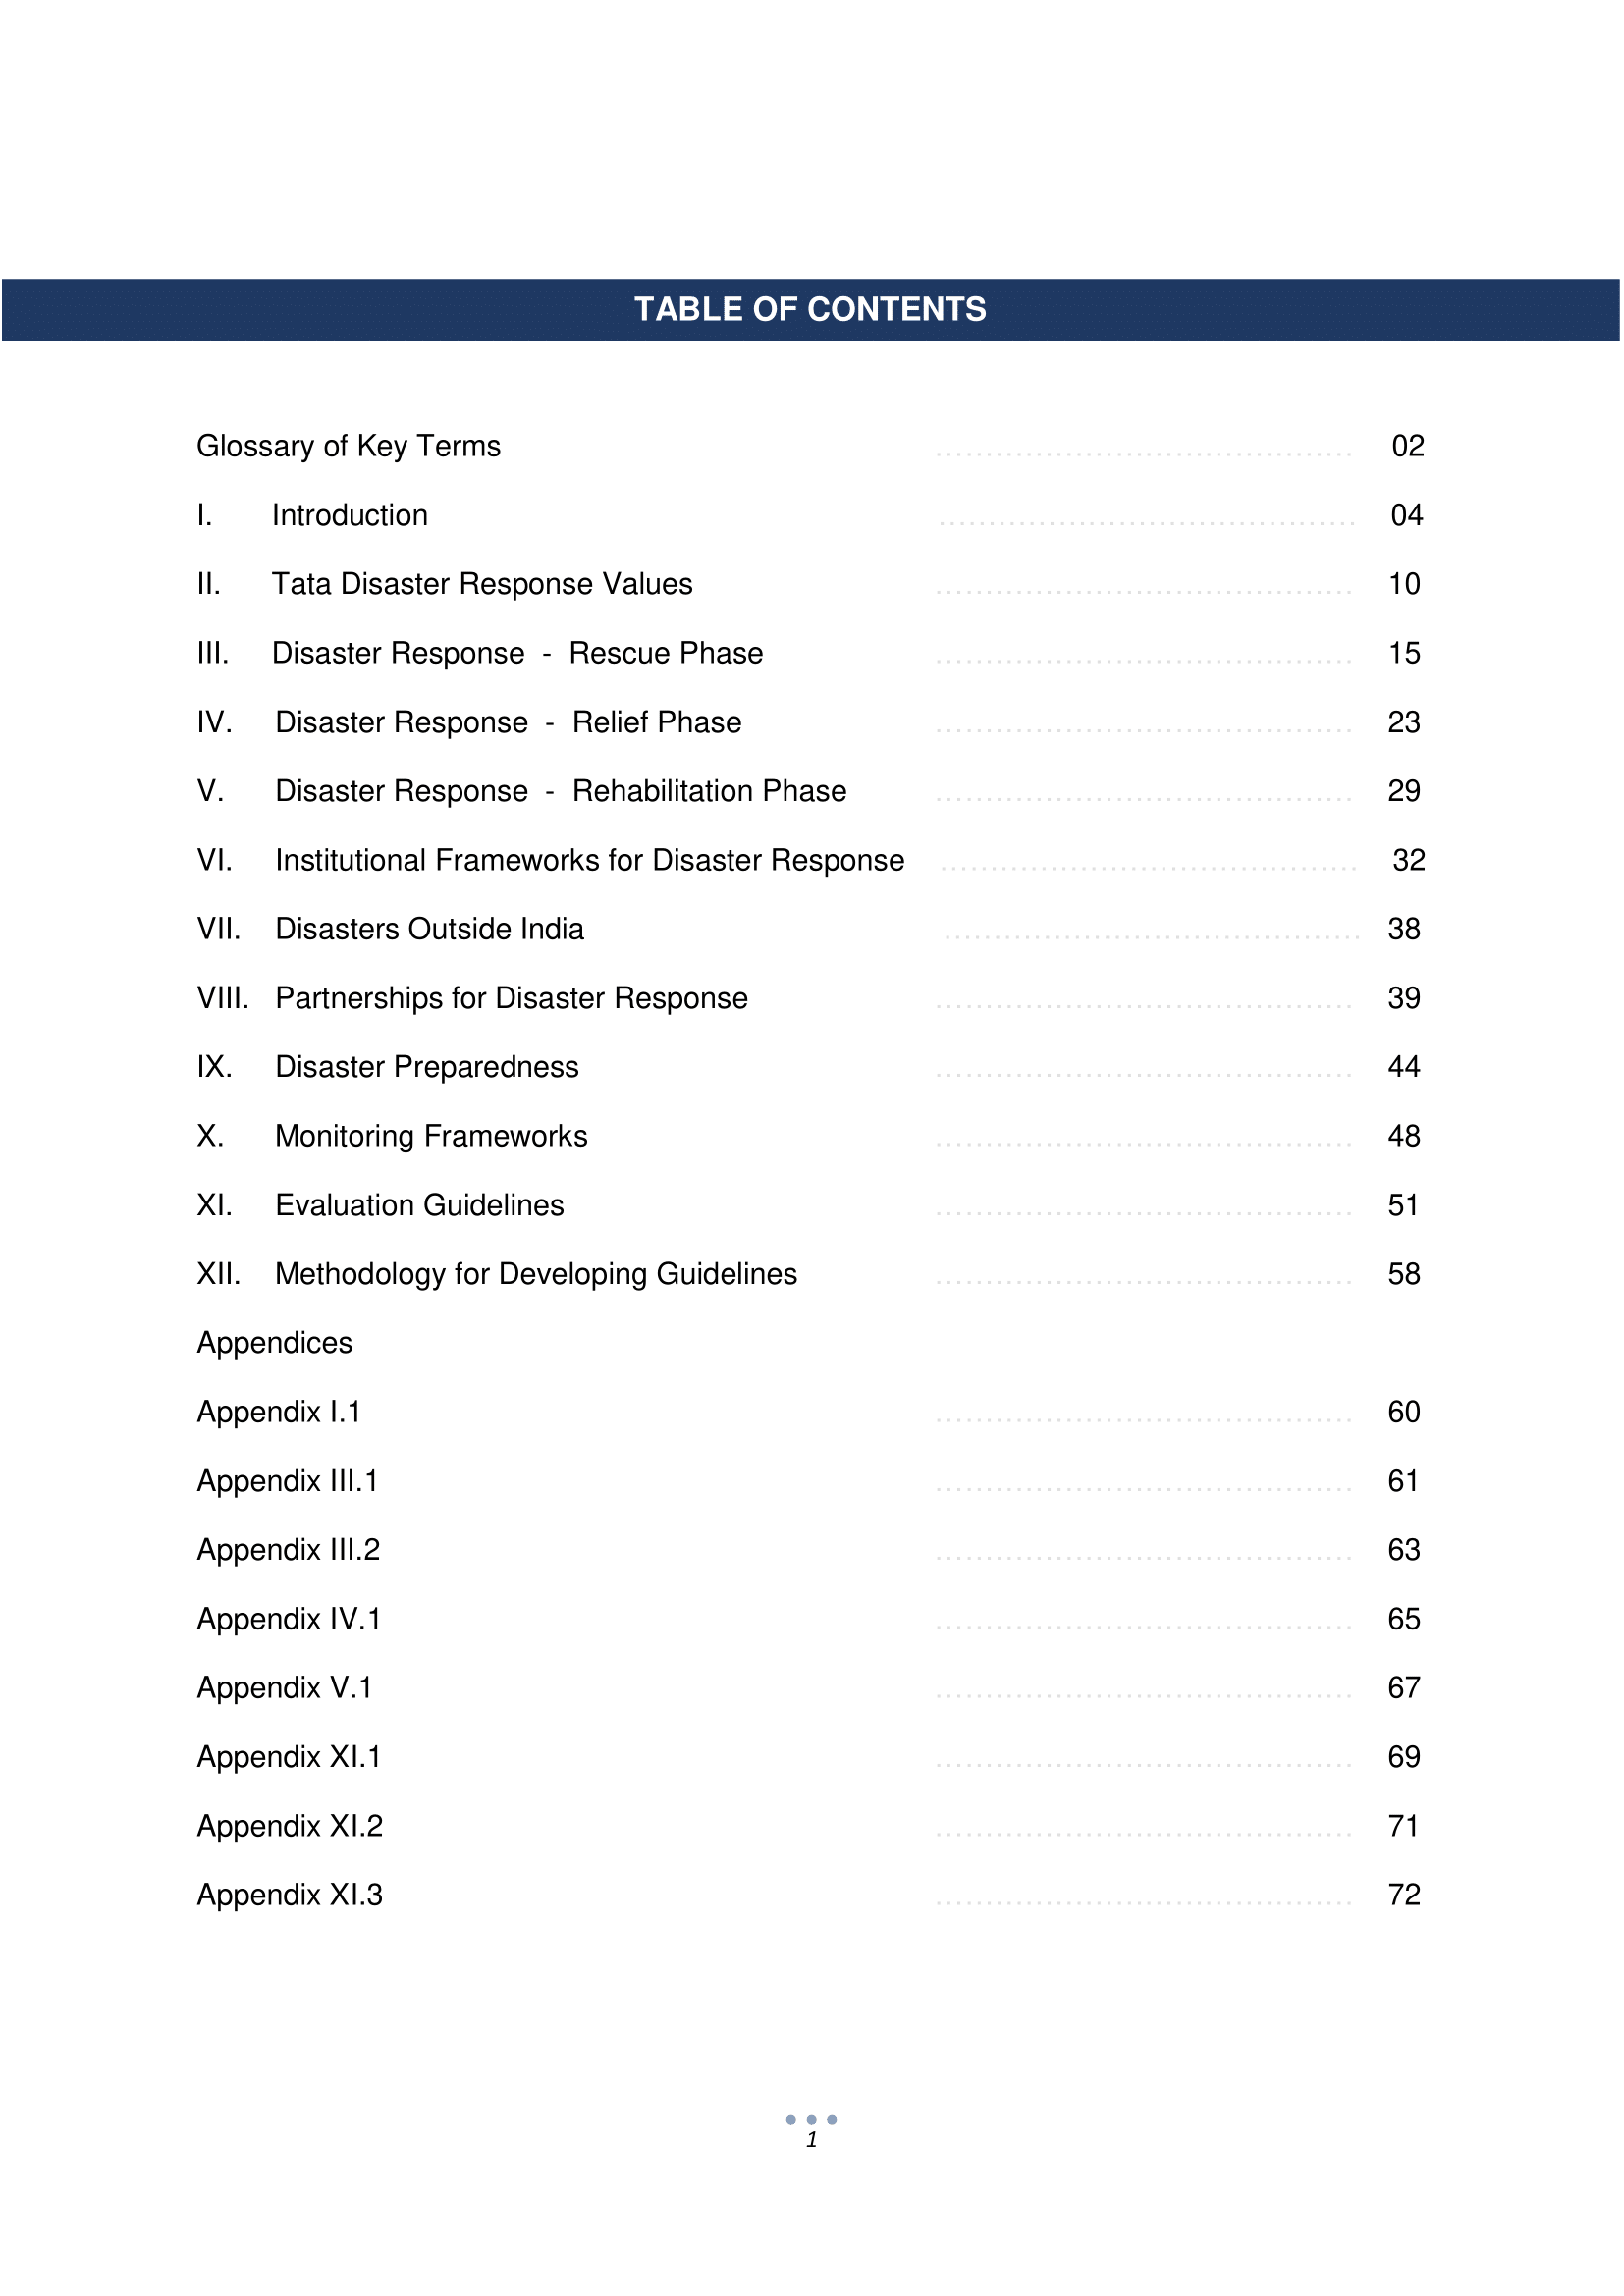 TABLE OF CONTENTS
Glossary of Key Terms ........................................ 02
I. Introduction ........................................ 04
II. Tata Disaster Response Values ........................................ 10
III. Disaster Response - Rescue Phase ........................................ 15
IV. Disaster Response - Relief Phase ........................................ 23
V. Disaster Response - Rehabilitation Phase ........................................ 29
VI. Institutional Frameworks for Disaster Response ........................................ 32
VII. Disasters Outside India ........................................ 38
VIII. Partnerships for Disaster Response ........................................ 39
IX. Disaster Preparedness ........................................ 44
X. Monitoring Frameworks ........................................ 48
XI. Evaluation Guidelines ........................................ 51
XII. Methodology for Developing Guidelines ........................................ 58
Appendices
Appendix I.1 ........................................ 60
Appendix III.1 ........................................ 61
Appendix III.2 ........................................ 63
Appendix IV.1 ........................................ 65
Appendix V.1 ........................................ 67
Appendix XI.1 ........................................ 69
Appendix XI.2 ........................................ 71
Appendix XI.3 ........................................ 72
1